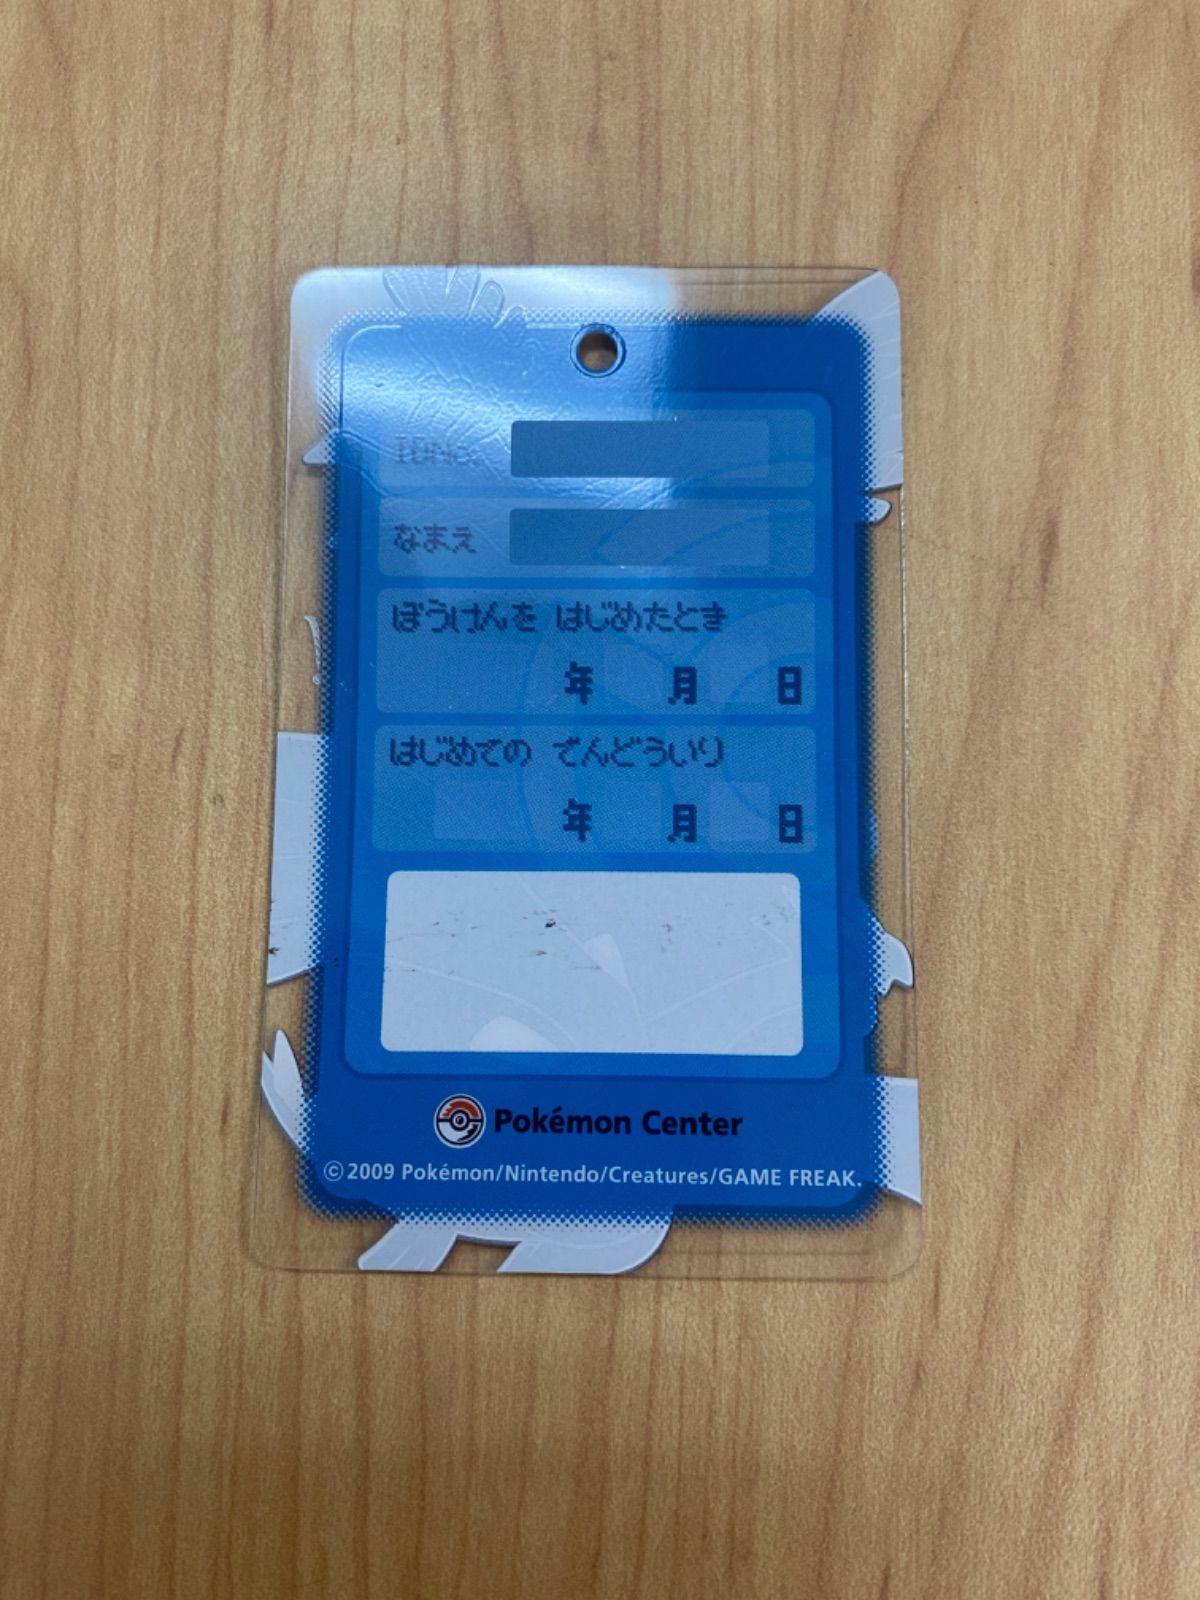 IDNo.
なまえ
ぼうけんを はじめたとき
年 月 日
はじめての でんどういり
年 月 日
Pokémon Center
©2009 Pokémon/Nintendo/Creatures/GAME FREAK.